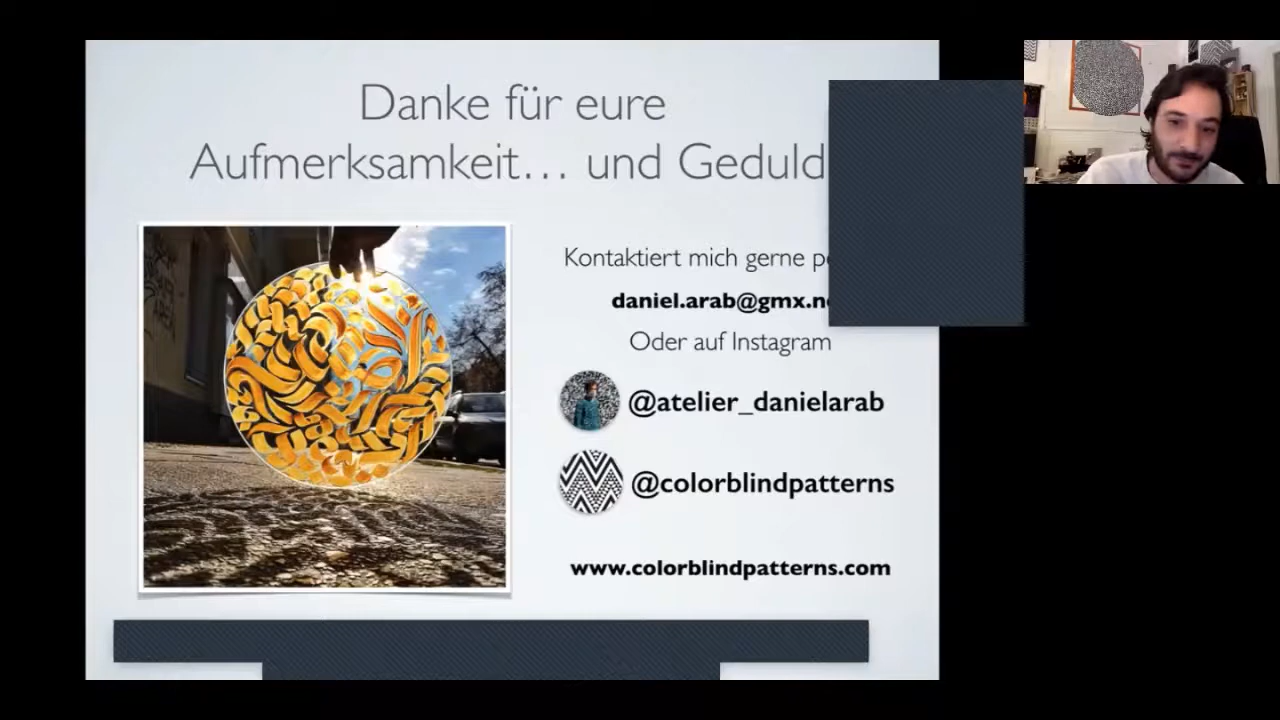 Danke für eure
Aufmerksamkeit... und Geduld
Kontaktiert mich gerne
daniel.arab@gmx.
Oder auf Instagram
@atelier_danielarab
@colorblindpatterns
www.colorblindpatterns.com